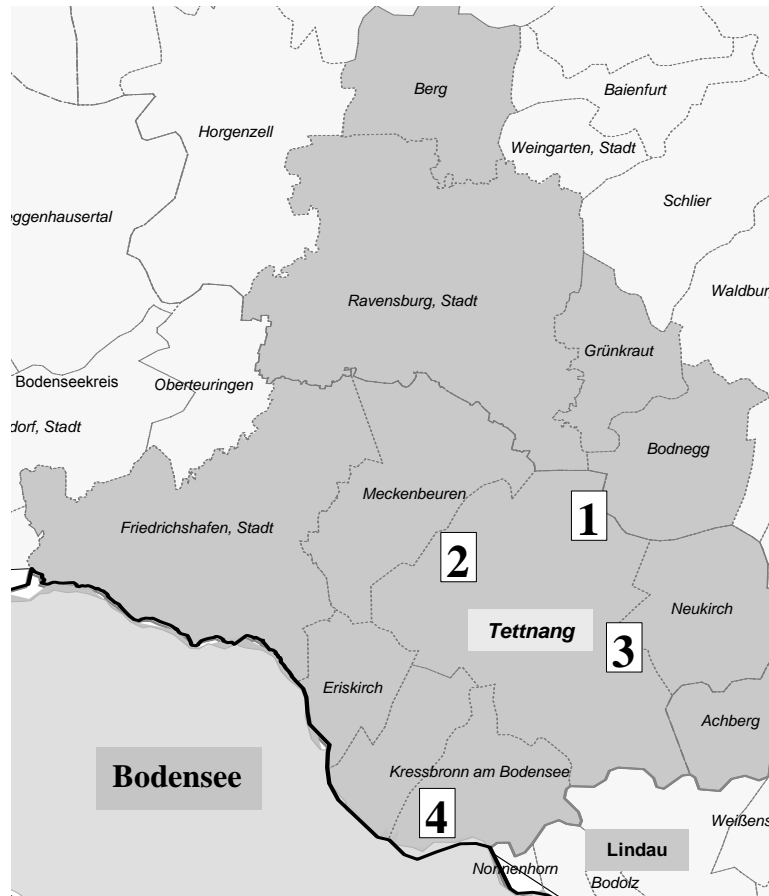 Berg
Baienfurt
Horgenzell
Weingarten, Stadt
Schlier
eggenhausertal
Waldbur
Ravensburg, Stadt
Grünkraut
Bodenseekreis
Oberteuringen
dorf, Stadt
Bodnegg
Meckenbeuren
1
Friedrichshafen, Stadt
2
Neukirch
Tettnang
3
Eriskirch
Achberg
Bodensee
Kressbronn am Bodensee
4
Weißens
Lindau
Nonnenhorn
Bodolz